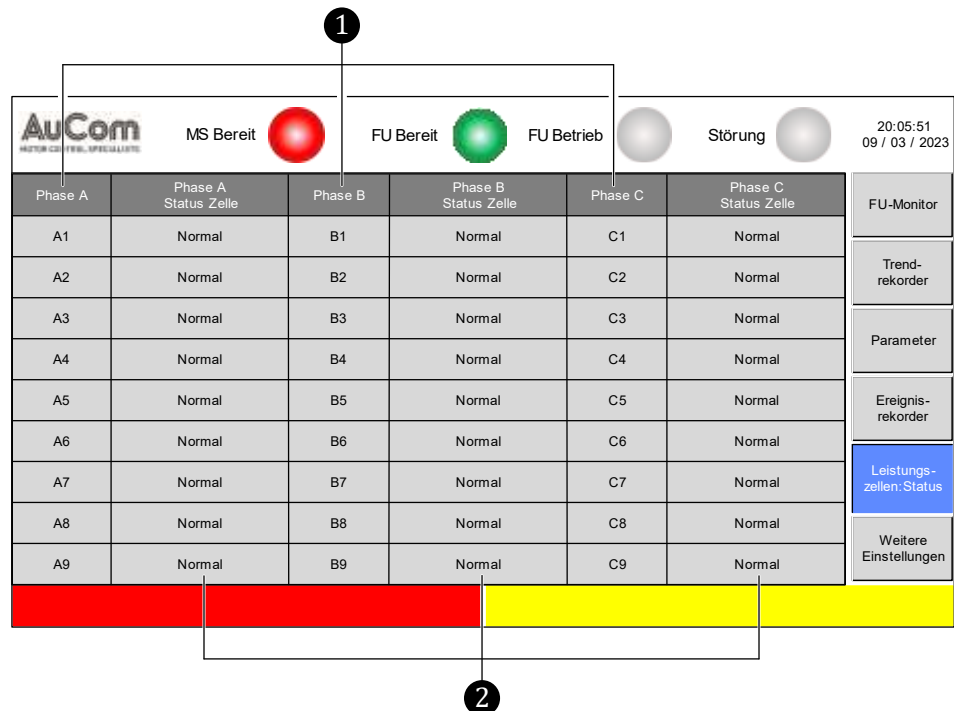 1
AuCom
MOTOR CONTROL SPECIALISTS
MS Bereit
FU Bereit
FU Betrieb
Störung
20:05:51
09 / 03 / 2023
Phase A
Phase A
Status Zelle
Phase B
Phase B
Status Zelle
Phase C
Phase C
Status Zelle
A1 Normal B1 Normal C1 Normal
A2 Normal B2 Normal C2 Normal
A3 Normal B3 Normal C3 Normal
A4 Normal B4 Normal C4 Normal
A5 Normal B5 Normal C5 Normal
A6 Normal B6 Normal C6 Normal
A7 Normal B7 Normal C7 Normal
A8 Normal B8 Normal C8 Normal
A9 Normal B9 Normal C9 Normal
FU-Monitor
Trend-
rekorder
Parameter
Ereignis-
rekorder
Leistungs-
zellen:Status
Weitere
Einstellungen
2